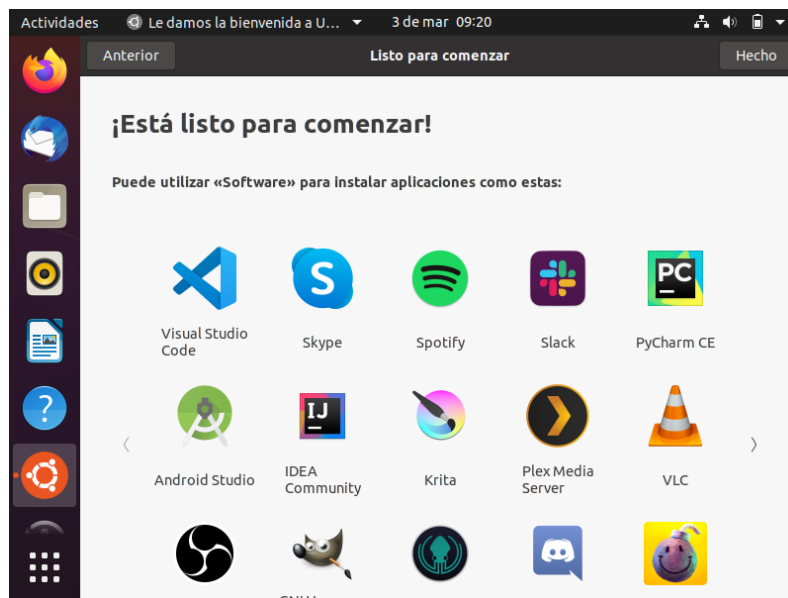 Actividades
Le damos la bienvenida a U...
3 de mar 09:20
Anterior
Listo para comenzar
Hecho
¡Está listo para comenzar!
Puede utilizar «Software» para instalar aplicaciones como estas:
S
PC
Visual Studio
Code
Skype
Spotify
Slack
PyCharm CE
IJ
?
Android Studio
IDEA
Community
Krita
Plex Media
Server
VLC